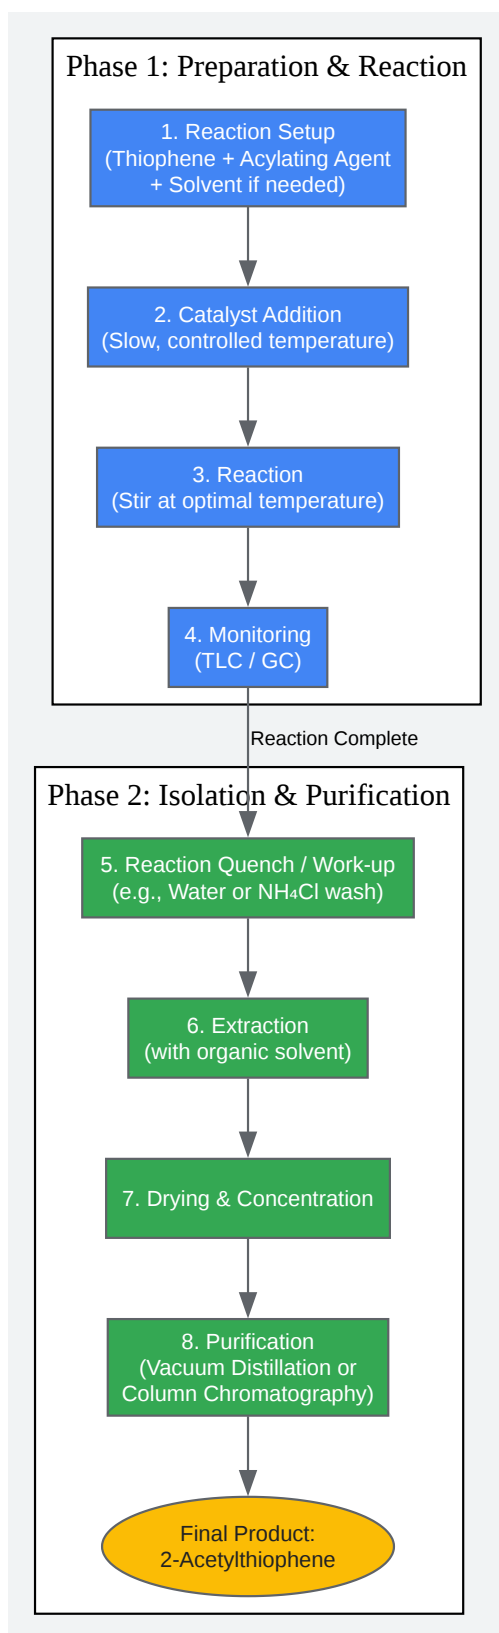 Phase 1: Preparation & Reaction
1. Reaction Setup
(Thiophene + Acylating Agent
+ Solvent if needed)
2. Catalyst Addition
(Slow, controlled temperature)
3. Reaction
(Stir at optimal temperature)
4. Monitoring
(TLC / GC)
Reaction Complete
Phase 2: Isolation & Purification
5. Reaction Quench / Work-up
(e.g., Water or NH₄Cl wash)
6. Extraction
(with organic solvent)
7. Drying & Concentration
8. Purification
(Vacuum Distillation or
Column Chromatography)
Final Product:
2-Acetylthiophene